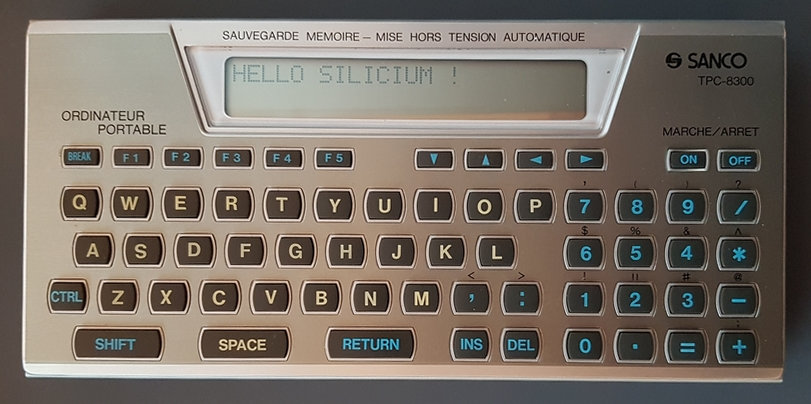 SAUVEGARDE MEMOIRE – MISE HORS TENSION AUTOMATIQUE
HELLO SILICIUM !
SANCO
TPC-8300
ORDINATEUR
PORTABLE
MARCHE/ARRET
BREAK F1 F2 F3 F4 F5 ▼ ▲ ◄ ► ON OFF
' ( ) ?
Q W E R T Y U I O P 7 8 9 /
$ % & ^
A S D F G H J K L 6 5 4 *
< > ! " # @
CTRL Z X C V B N M , : 1 2 3 −
;
SHIFT SPACE RETURN INS DEL 0 . = +